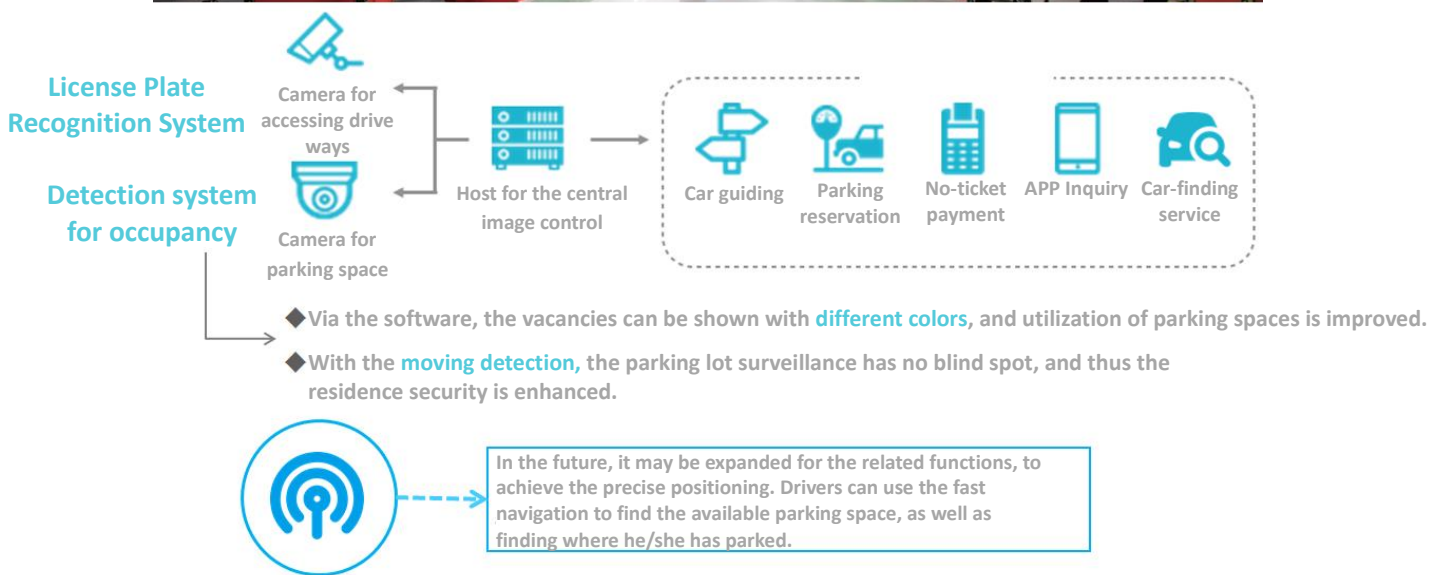 License Plate
Recognition System
Camera for
accessing drive
ways
Detection system
for occupancy
Camera for
parking space
Host for the central
image control
Car guiding
Parking
reservation
No-ticket
payment
APP Inquiry
Car-finding
service
◆Via the software, the vacancies can be shown with different colors, and utilization of parking spaces is improved.
◆With the moving detection, the parking lot surveillance has no blind spot, and thus the
residence security is enhanced.
In the future, it may be expanded for the related functions, to
achieve the precise positioning. Drivers can use the fast
navigation to find the available parking space, as well as
finding where he/she has parked.